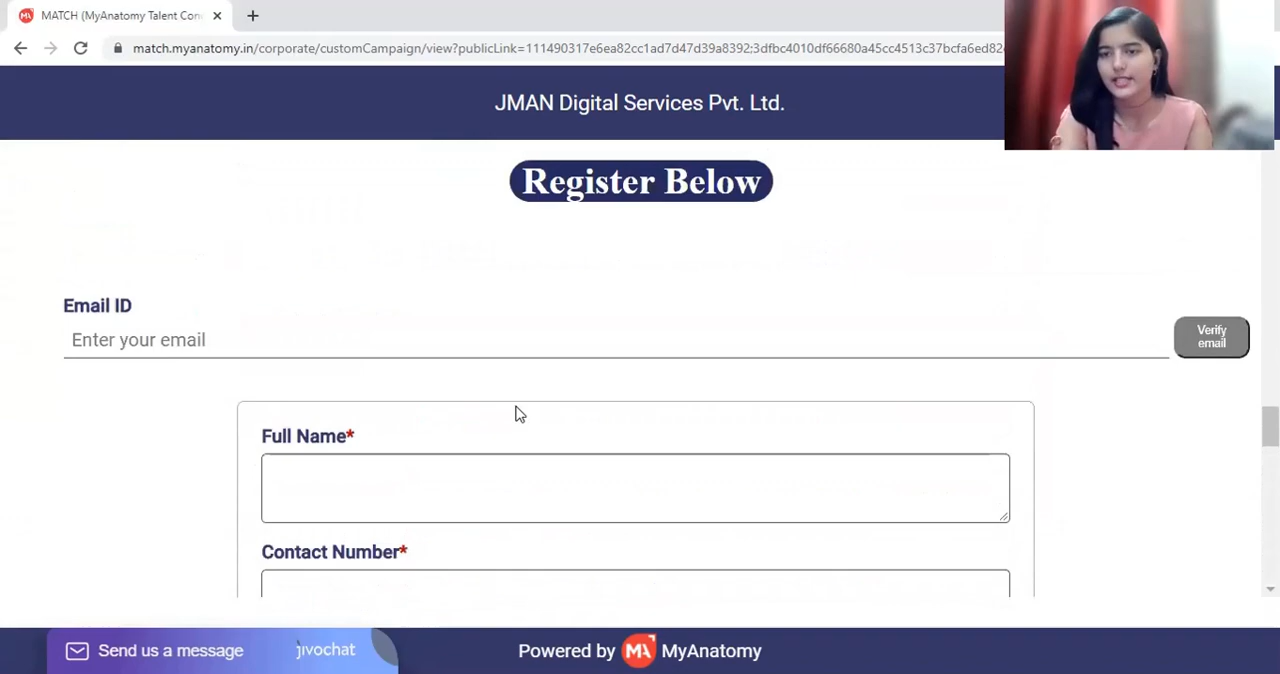 MATCH (MyAnatomy Talent Con
match.myanatomy.in/corporate/customCampaign/view?publicLink=111490317e6ea82cc1ad7d47d39a8392;3dfbc4010df66680a45cc4513c37bcfa6ed82
JMAN Digital Services Pvt. Ltd.
Register Below
Email ID
Enter your email
Verify
email
Full Name*
Contact Number*
Send us a message
jivochat
Powered by MA MyAnatomy